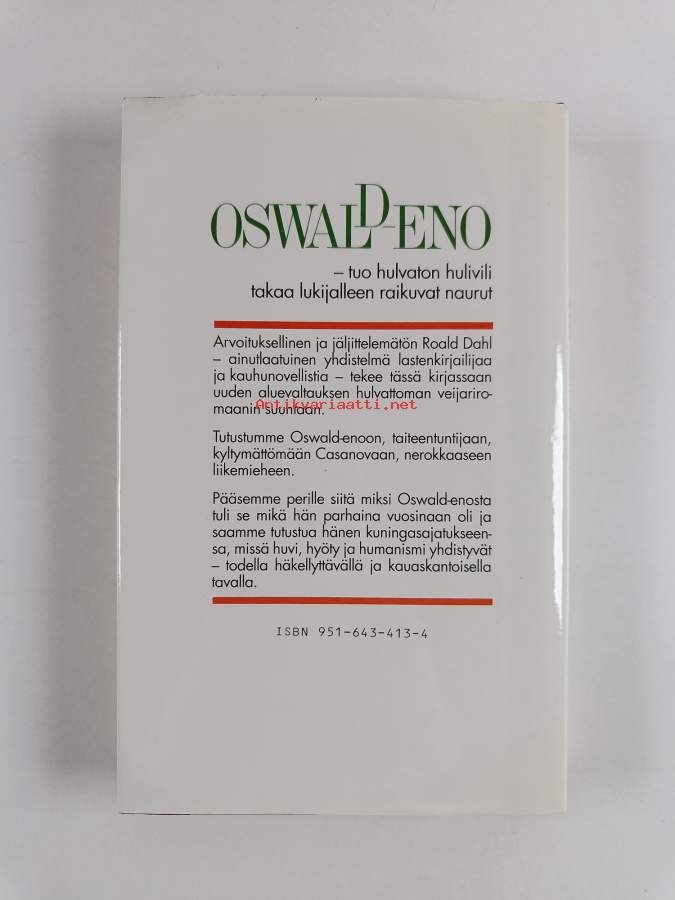 OSWALD-ENO
– tuo hulvaton hulivili
takaa lukijalleen raikuvat naurut
Arvoituksellinen ja jäljittelemätön Roald Dahl
– ainutlaatuinen yhdistelmä lastenkirjailijaa
ja kauhunovellistia – tekee tässä kirjassaan
uuden aluevaltauksen hulvattoman veijariro-
Antikvariaatti.net
maanin suuntaan.
Tutustumme Oswald-enoon, taiteentuntijaan,
kyltymättömään Casanovaan, nerokkaaseen
liikemieheen.
Pääsemme perille siitä miksi Oswald-enosta
tuli se mikä hän parhaina vuosinaan oli ja
saamme tutustua hänen kuningasajatukseen-
sa, missä huvi, hyöty ja humanismi yhdistyvät
– todella häkellyttävällä ja kauaskantoisella
tavalla.
ISBN 951-643-413-4